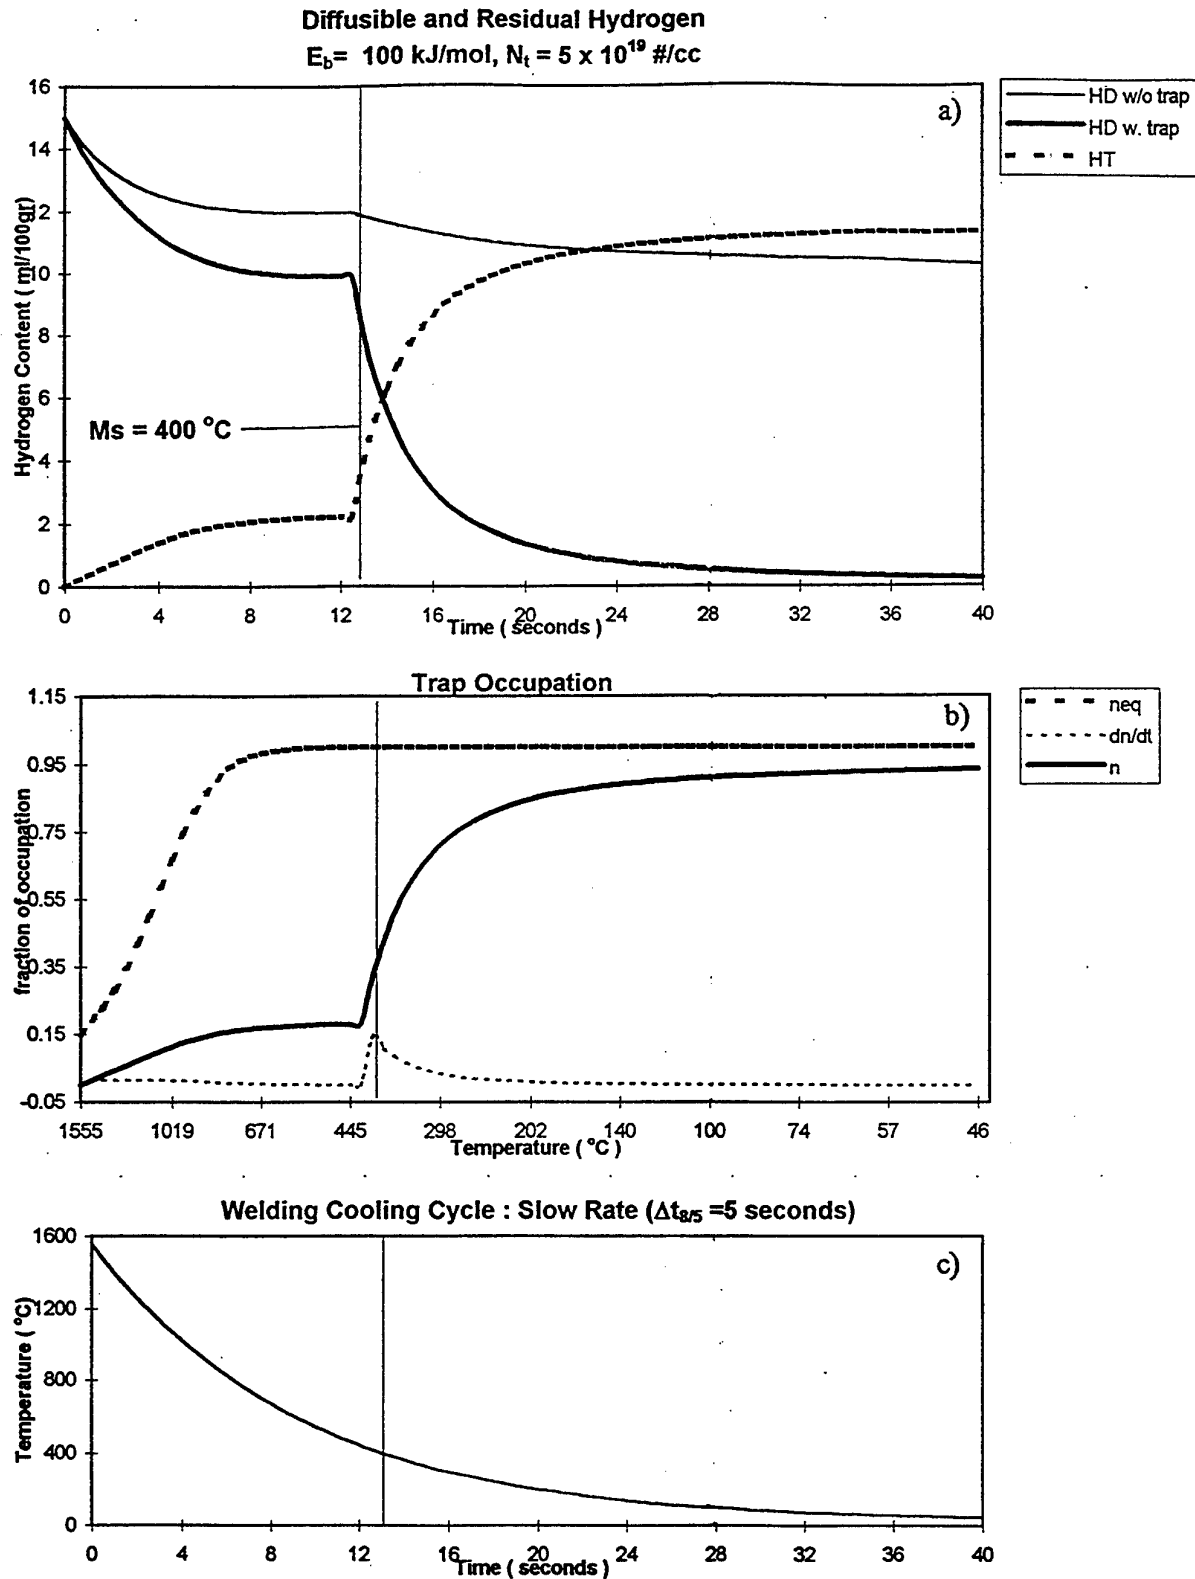 Diffusible and Residual Hydrogen
E_b= 100 kJ/mol, N_t = 5 x 10^19 #/cc
a)
HD w/o trap
HD w. trap
HT
Hydrogen Content ( ml/100gr)
16
14
12
10
8
6
4
2
0
Ms = 400 °C
0 4 8 12 16 20 24 28 32 36 40
Time ( seconds )
Trap Occupation
b)
neq
dn/dt
n
fraction of occupation
1.15
0.95
0.75
0.55
0.35
0.15
-0.05
1555 1019 671 445 298 202 140 100 74 57 46
Temperature ( °C )
Welding Cooling Cycle : Slow Rate (Δt_8/5 =5 seconds)
c)
Temperature ( °C)
1600
1200
800
400
0
0 4 8 12 16 20 24 28 32 36 40
Time ( seconds )